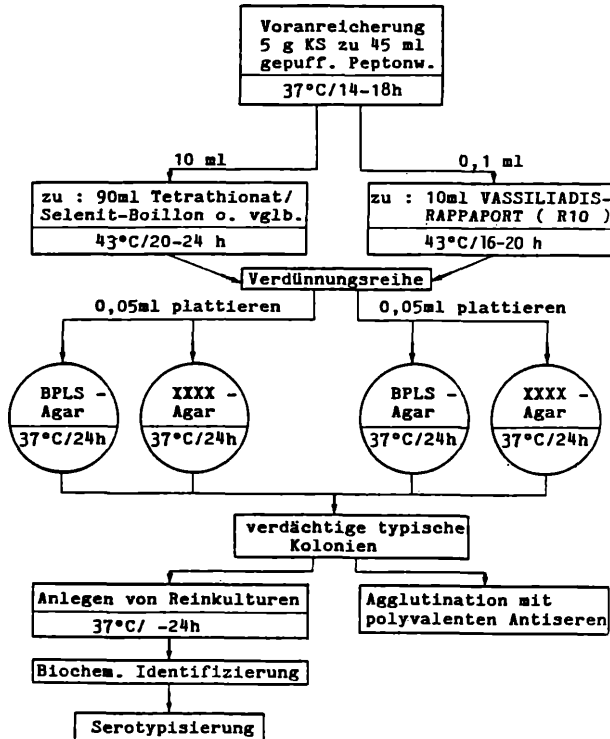 Voranreicherung
5 g KS zu 45 ml
gepuff. Peptonw.
37°C/14-18h
10 ml
0,1 ml
zu : 90ml Tetrathionat/
Selenit-Boillon o. vglb.
43°C/20-24 h
zu : 10ml VASSILIADIS-
RAPPAPORT ( R10 )
43°C/16-20 h
Verdünnungsreihe
0,05ml plattieren
0,05ml plattieren
BPLS -
Agar
37°C/24h
XXXX -
Agar
37°C/24h
BPLS -
Agar
37°C/24h
XXXX -
Agar
37°C/24h
verdächtige typische
Kolonien
Anlegen von Reinkulturen
37°C/ -24h
Agglutination mit
polyvalenten Antiseren
Biochem. Identifizierung
Serotypisierung